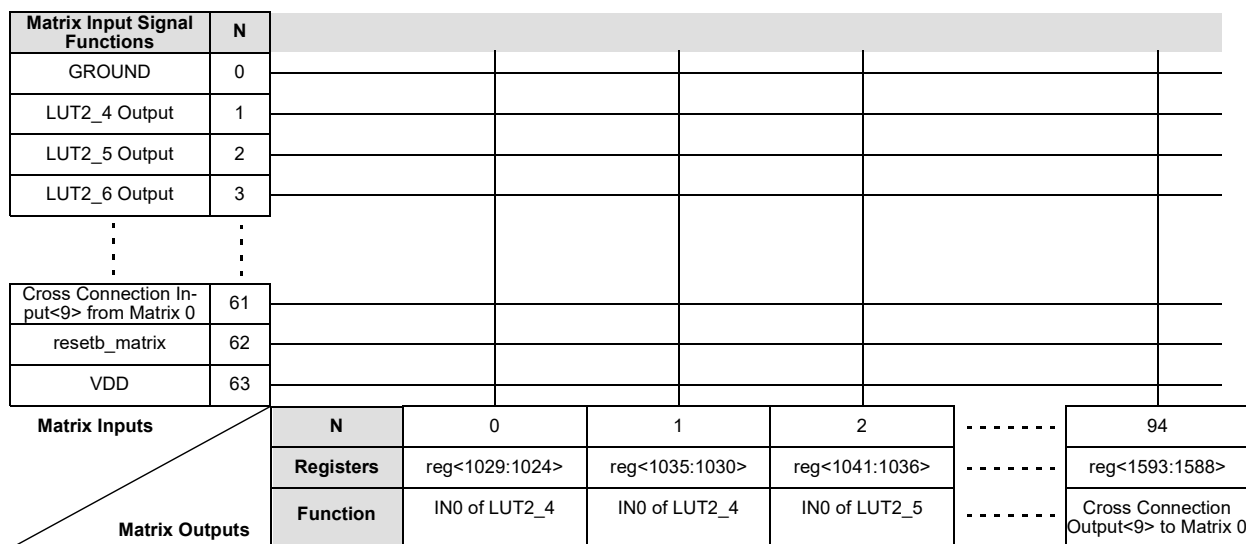 Matrix Input Signal
Functions
N
GROUND
0
LUT2_4 Output
1
LUT2_5 Output
2
LUT2_6 Output
3
Cross Connection In-
put<9> from Matrix 0
61
resetb_matrix
62
VDD
63
Matrix Inputs
N
0
1
2
94
Registers
reg<1029:1024>
reg<1035:1030>
reg<1041:1036>
reg<1593:1588>
Matrix Outputs
Function
IN0 of LUT2_4
IN0 of LUT2_4
IN0 of LUT2_5
Cross Connection
Output<9> to Matrix 0